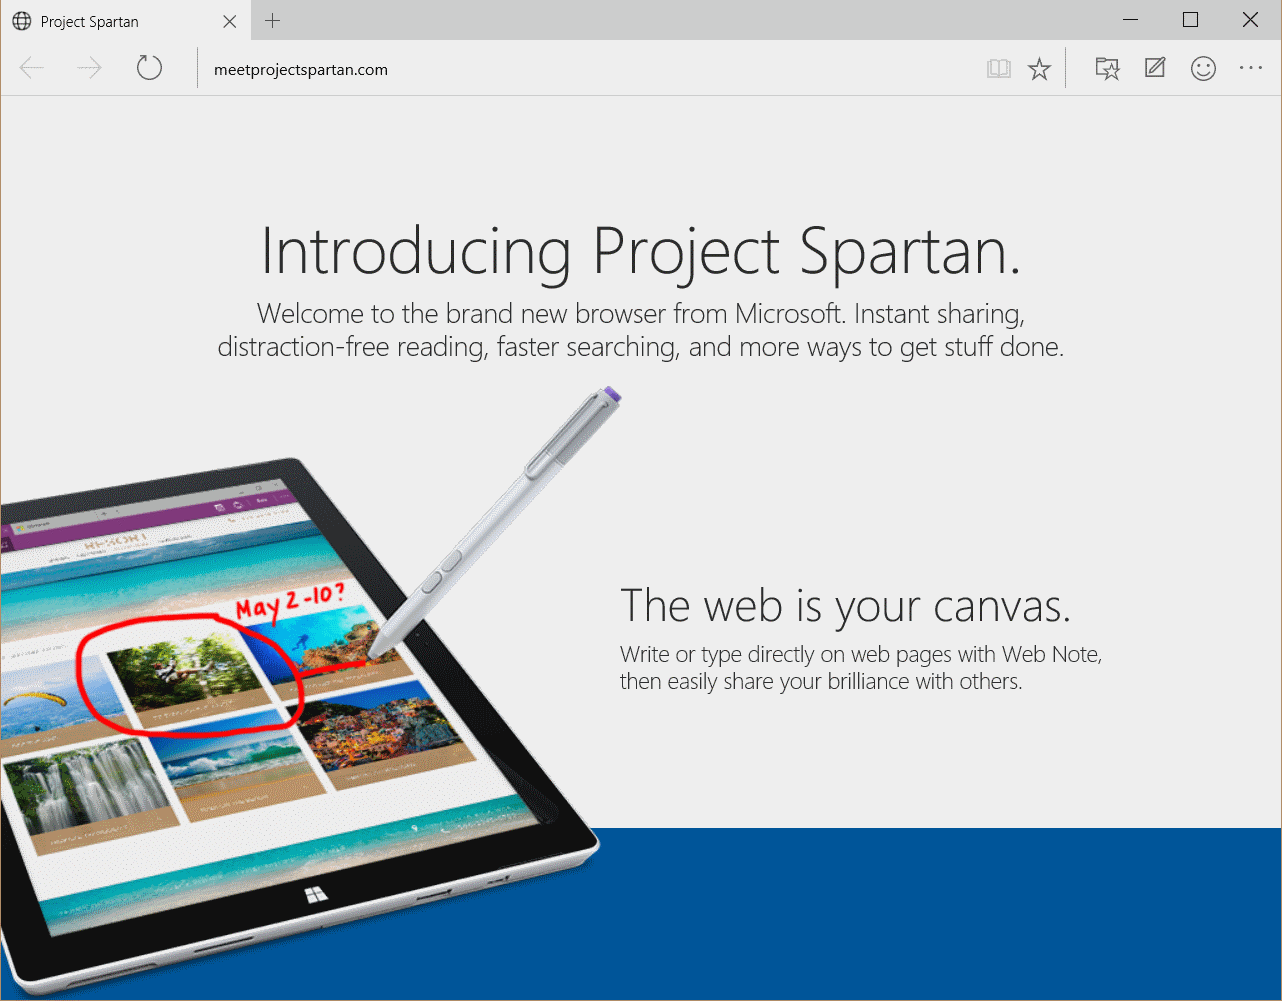 Project Spartan
meetprojectspartan.com
Introducing Project Spartan.
Welcome to the brand new browser from Microsoft. Instant sharing,
distraction-free reading, faster searching, and more ways to get stuff done.
RESORT
May 2-10?
The web is your canvas.
Write or type directly on web pages with Web Note,
then easily share your brilliance with others.